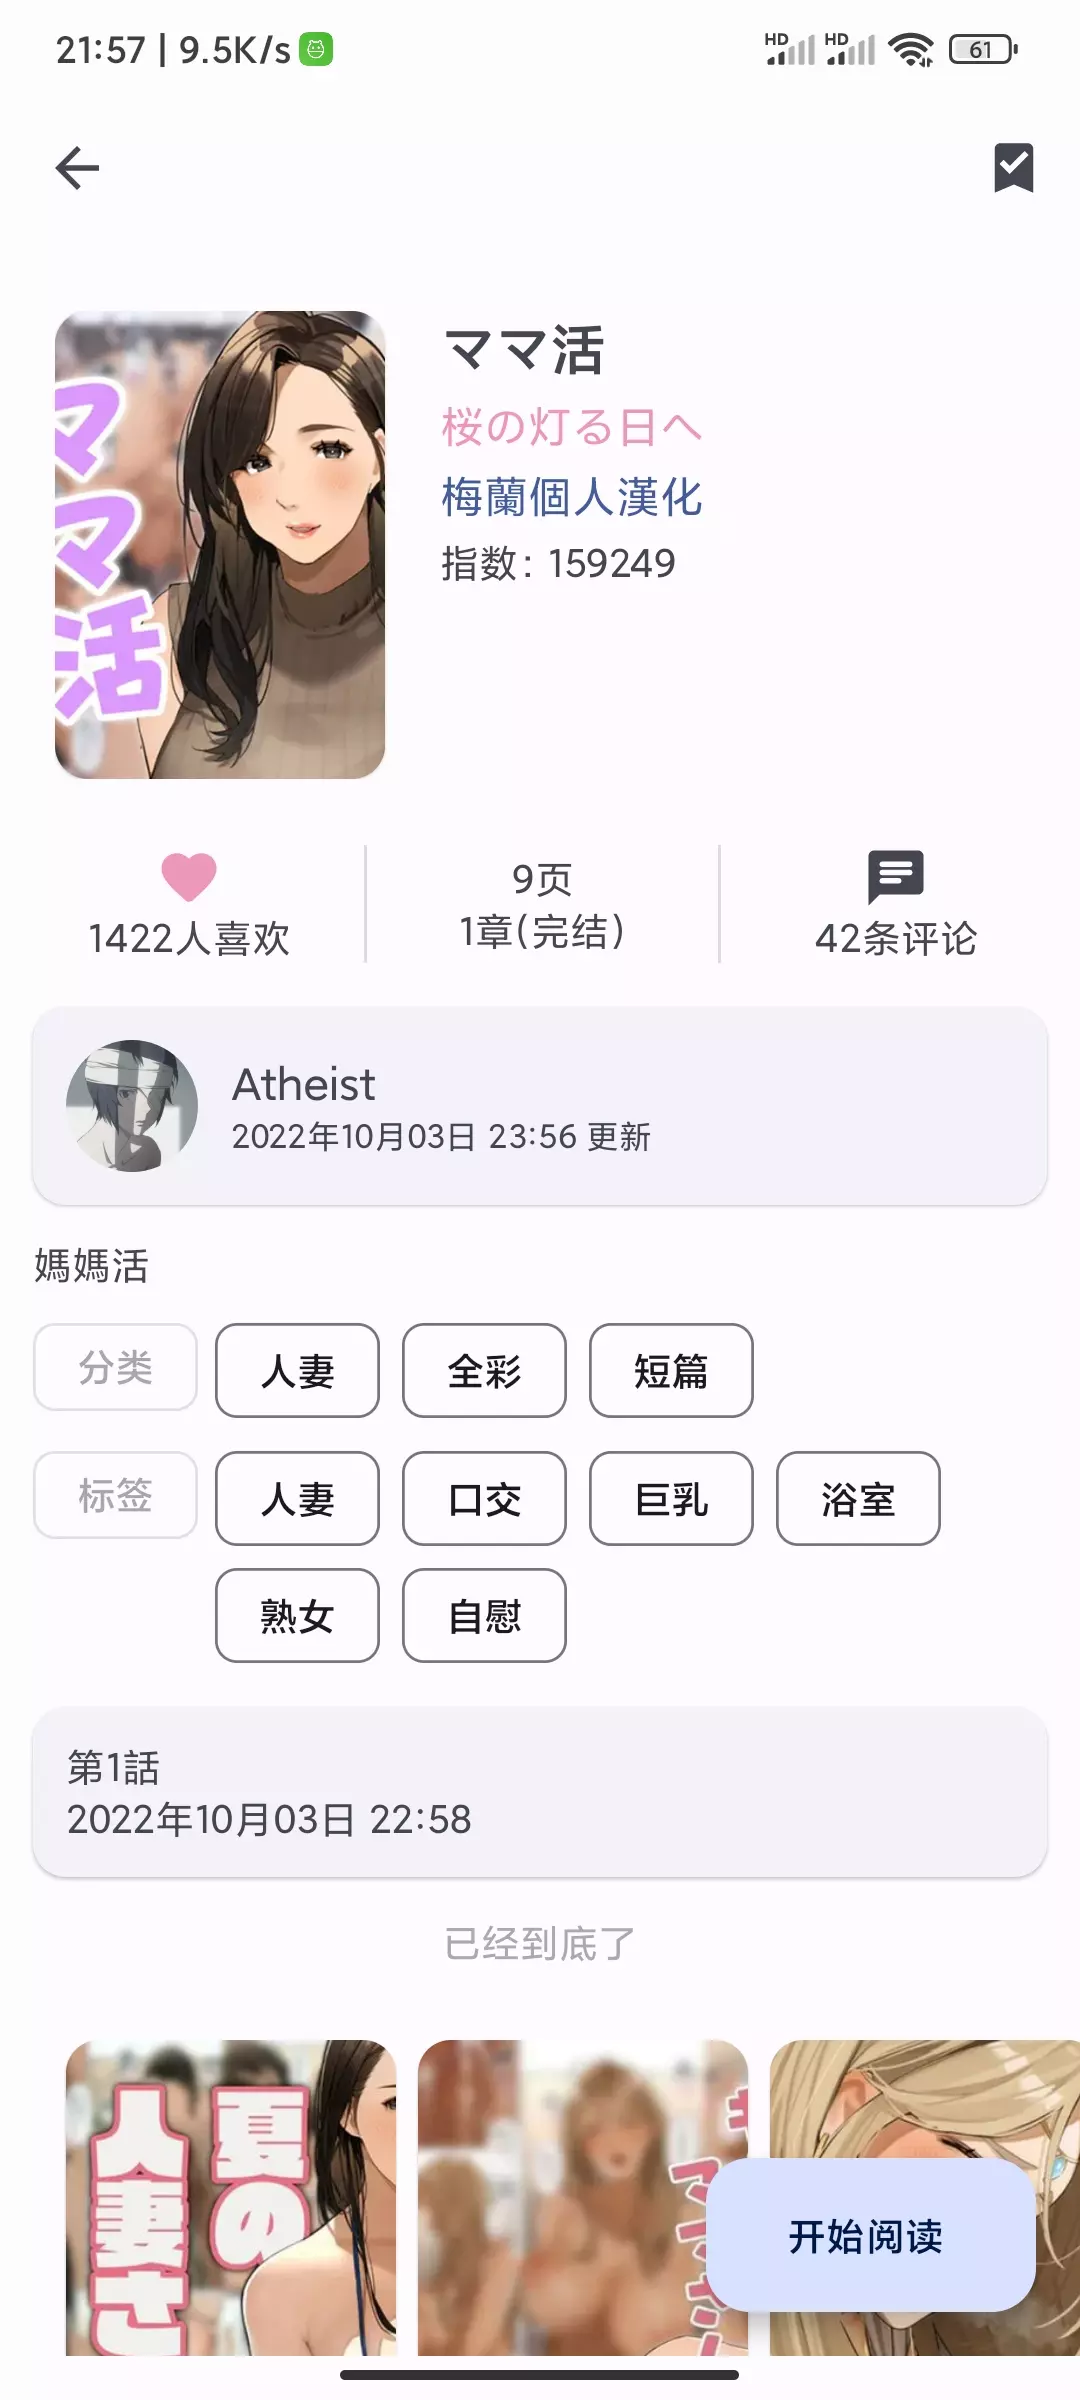 21:57 | 9.5K/s
HD HD 61
ママ活
ママ活
桜の灯る日へ
梅蘭個人漢化
指数: 159249
1422人喜欢
9页
1章(完结)
42条评论
Atheist
2022年10月03日 23:56 更新
媽媽活
分类 人妻 全彩 短篇
标签 人妻 口交 巨乳 浴室
熟女 自慰
第1話
2022年10月03日 22:58
已经到底了
夏の
人妻さ
开始阅读